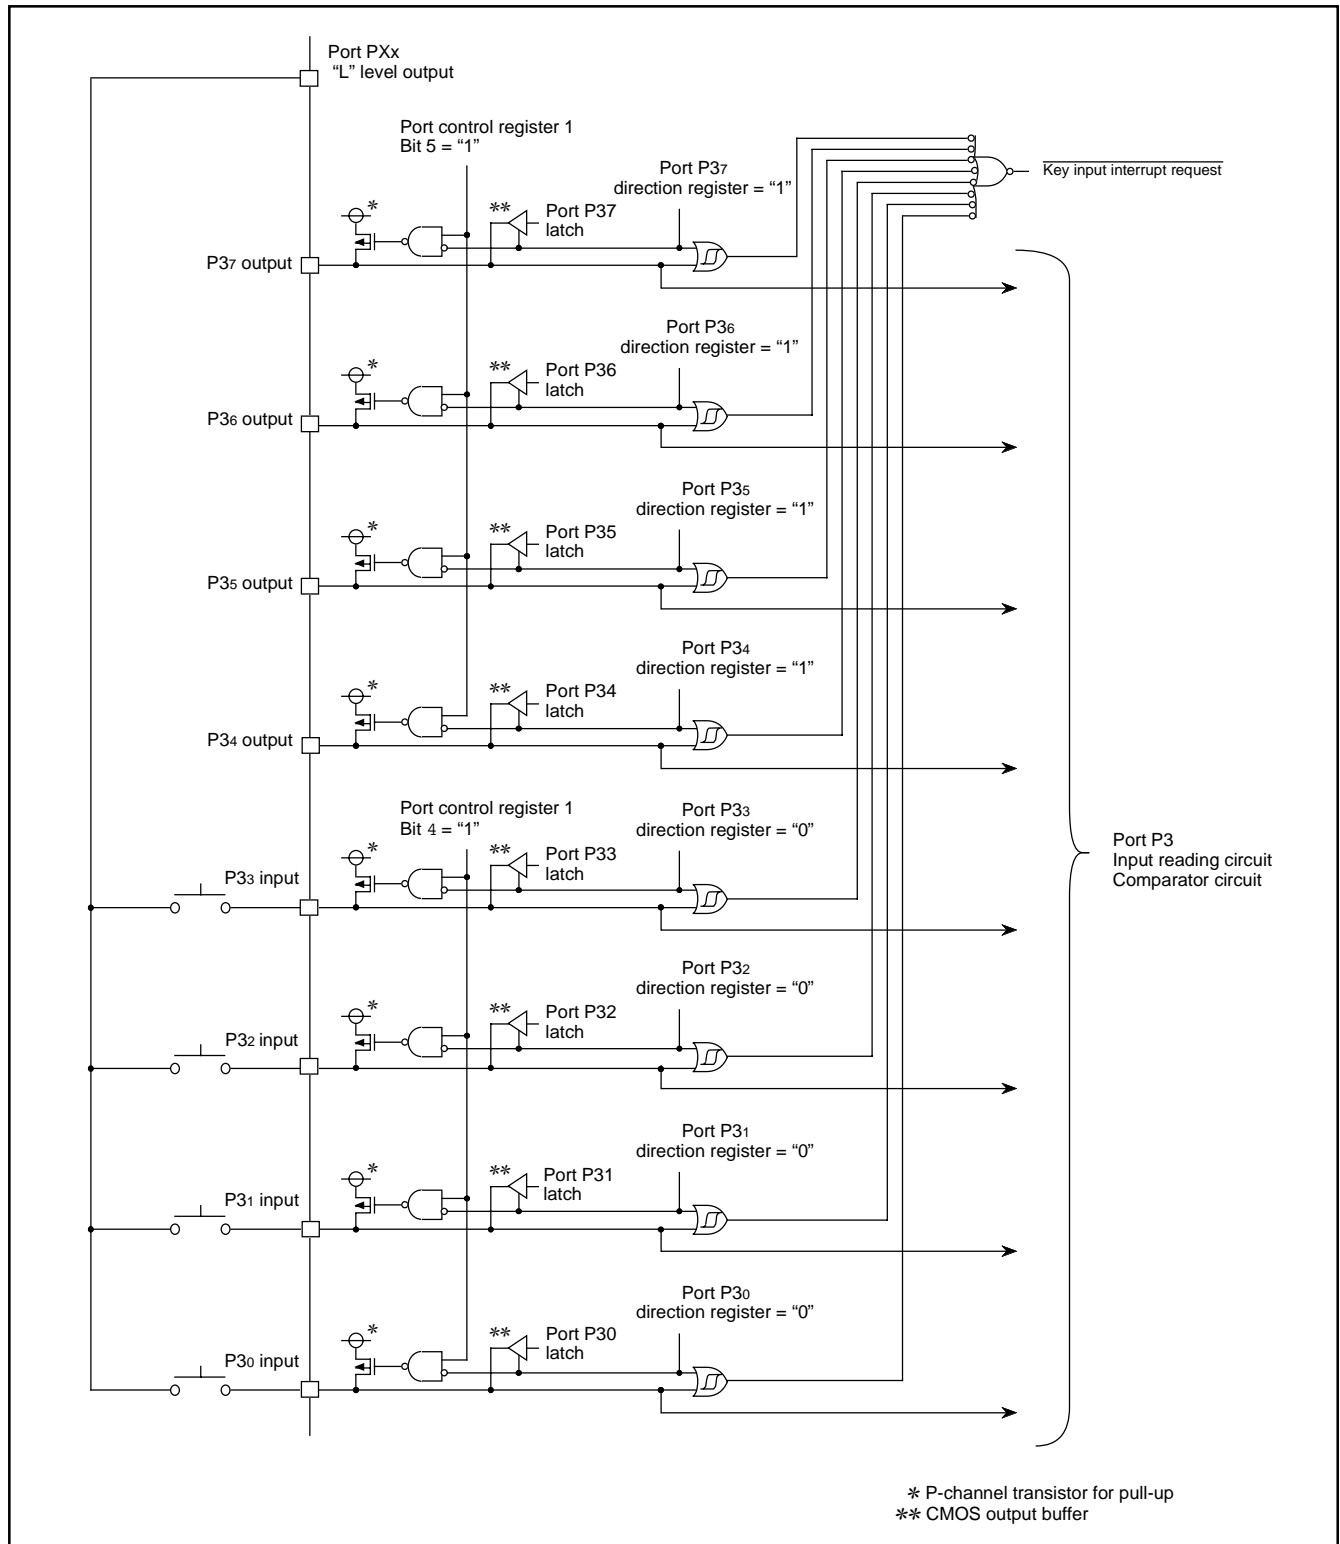 Port PXx
“L” level output
Port control register 1
Bit 5 = “1”
Port P37
direction register = “1”
Key input interrupt request
*
**
Port P37
latch
P37 output
Port P36
direction register = “1”
*
**
Port P36
latch
P36 output
Port P35
direction register = “1”
*
**
Port P35
latch
P35 output
Port P34
direction register = “1”
*
**
Port P34
latch
P34 output
Port control register 1
Bit 4 = “1”
Port P33
direction register = “0”
*
**
Port P33
latch
P33 input
Port P3
Input reading circuit
Comparator circuit
Port P32
direction register = “0”
*
**
Port P32
latch
P32 input
Port P31
direction register = “0”
*
**
Port P31
latch
P31 input
Port P30
direction register = “0”
*
**
Port P30
latch
P30 input
* P-channel transistor for pull-up
** CMOS output buffer